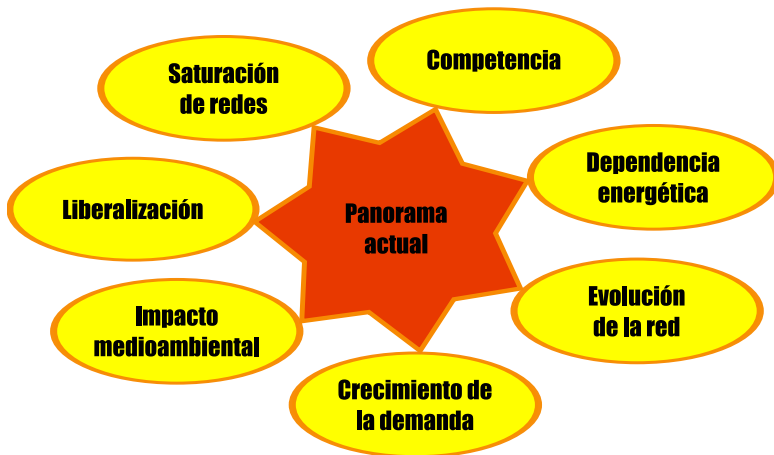 Competencia
Saturación
de redes
Dependencia
energética
Liberalización
Panorama
actual
Evolución
de la red
Impacto
medioambiental
Crecimiento de
la demanda